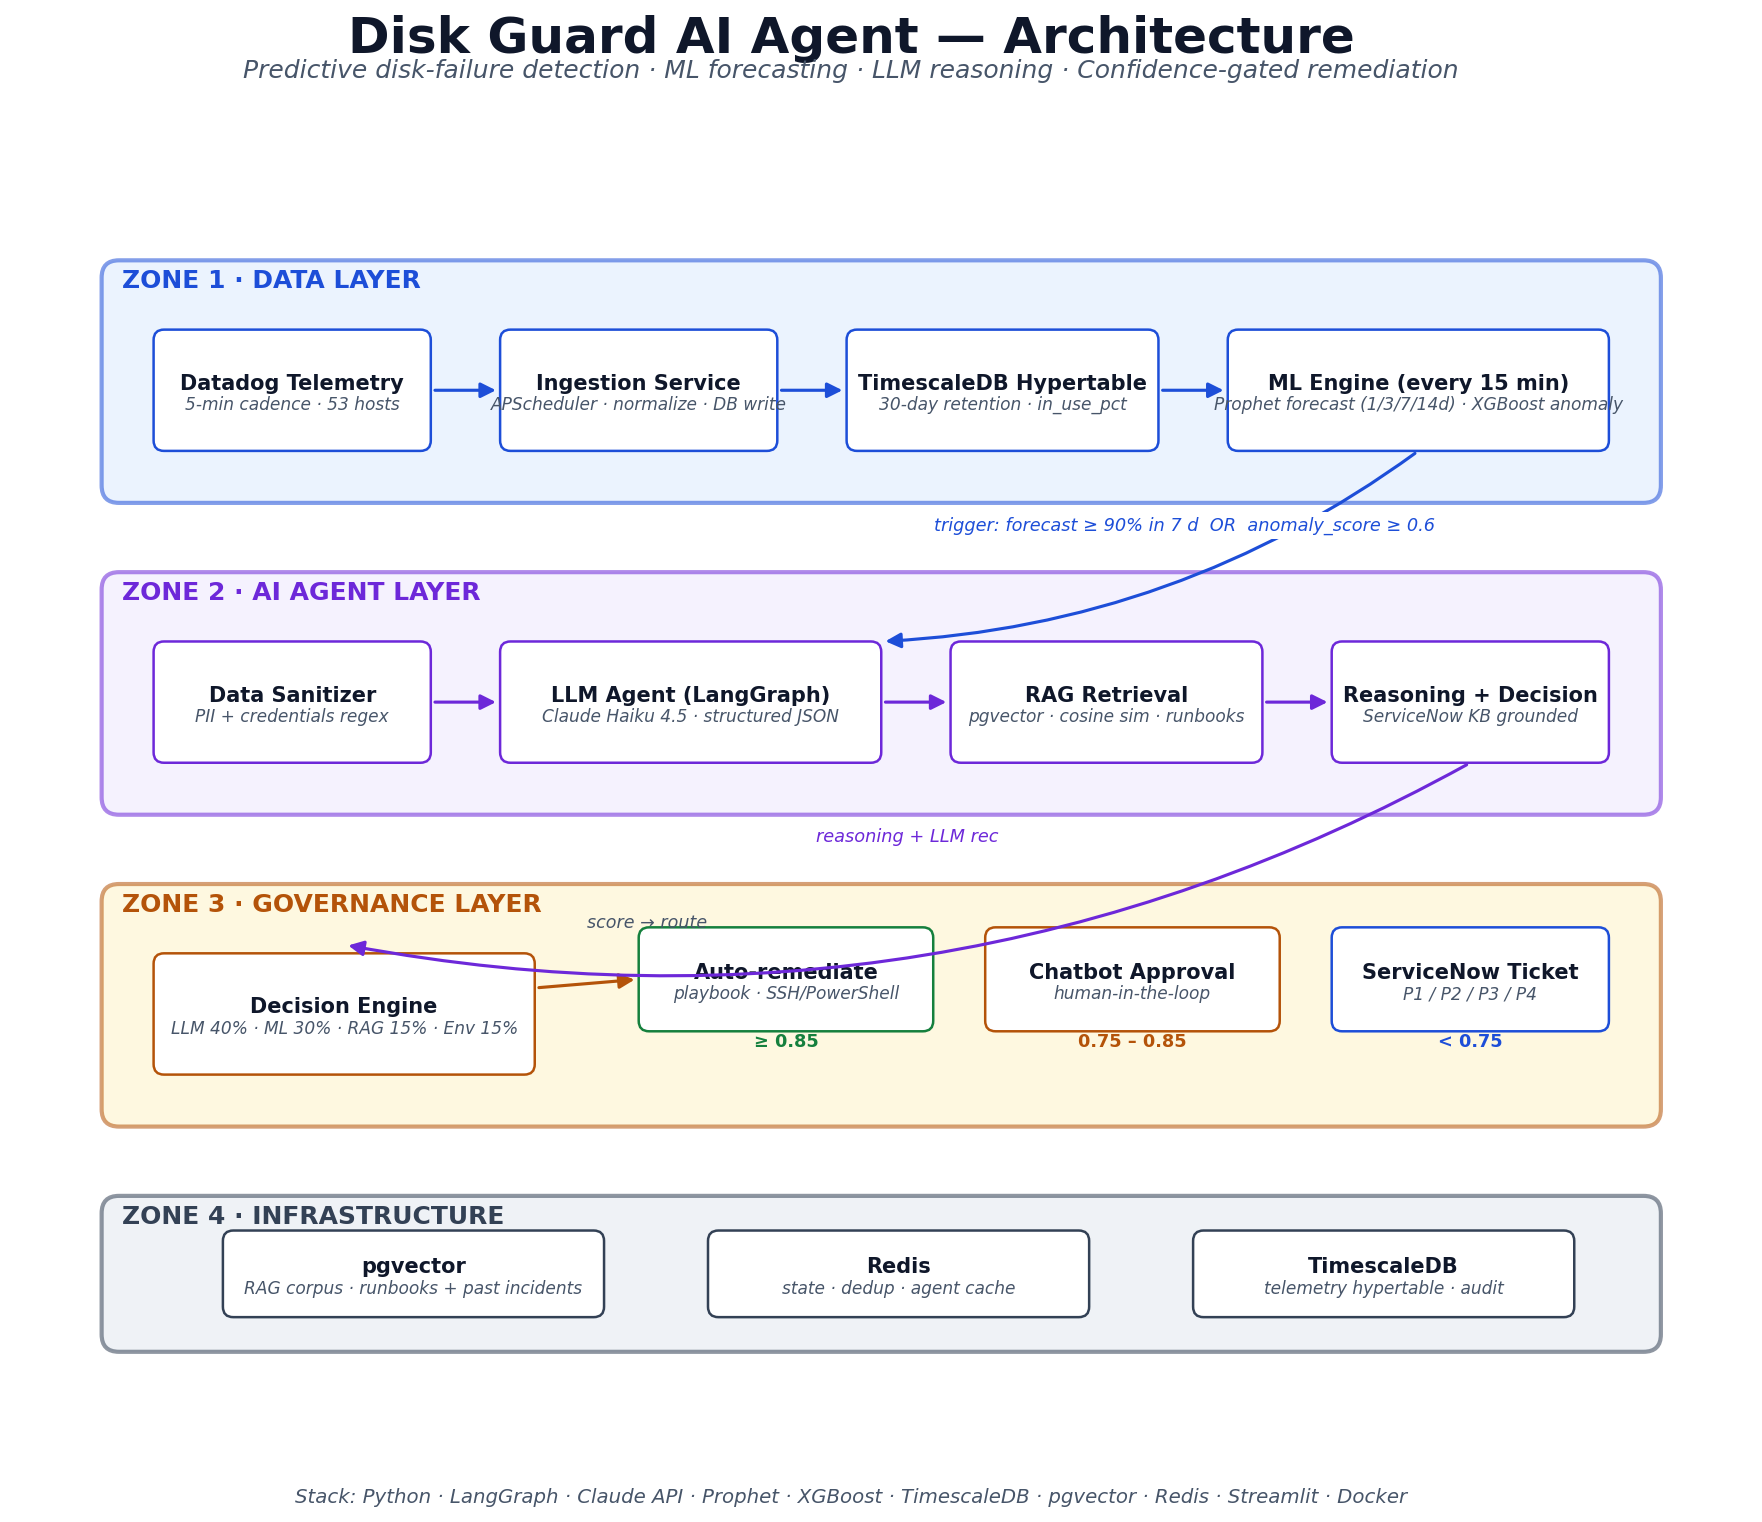 Disk Guard AI Agent — Architecture
Predictive disk-failure detection · ML forecasting · LLM reasoning · Confidence-gated remediation
ZONE 1 · DATA LAYER
Datadog Telemetry
5-min cadence · 53 hosts
Ingestion Service
APScheduler · normalize · DB write
TimescaleDB Hypertable
30-day retention · in_use_pct
ML Engine (every 15 min)
Prophet forecast (1/3/7/14d) · XGBoost anomaly
trigger: forecast ≥ 90% in 7 d  OR  anomaly_score ≥ 0.6
ZONE 2 · AI AGENT LAYER
Data Sanitizer
PII + credentials regex
LLM Agent (LangGraph)
Claude Haiku 4.5 · structured JSON
RAG Retrieval
pgvector · cosine sim · runbooks
Reasoning + Decision
ServiceNow KB grounded
reasoning + LLM rec
ZONE 3 · GOVERNANCE LAYER
score → route
Decision Engine
LLM 40% · ML 30% · RAG 15% · Env 15%
Auto-remediate
playbook · SSH/PowerShell
≥ 0.85
Chatbot Approval
human-in-the-loop
0.75 – 0.85
ServiceNow Ticket
P1 / P2 / P3 / P4
< 0.75
ZONE 4 · INFRASTRUCTURE
pgvector
RAG corpus · runbooks + past incidents
Redis
state · dedup · agent cache
TimescaleDB
telemetry hypertable · audit
Stack: Python · LangGraph · Claude API · Prophet · XGBoost · TimescaleDB · pgvector · Redis · Streamlit · Docker